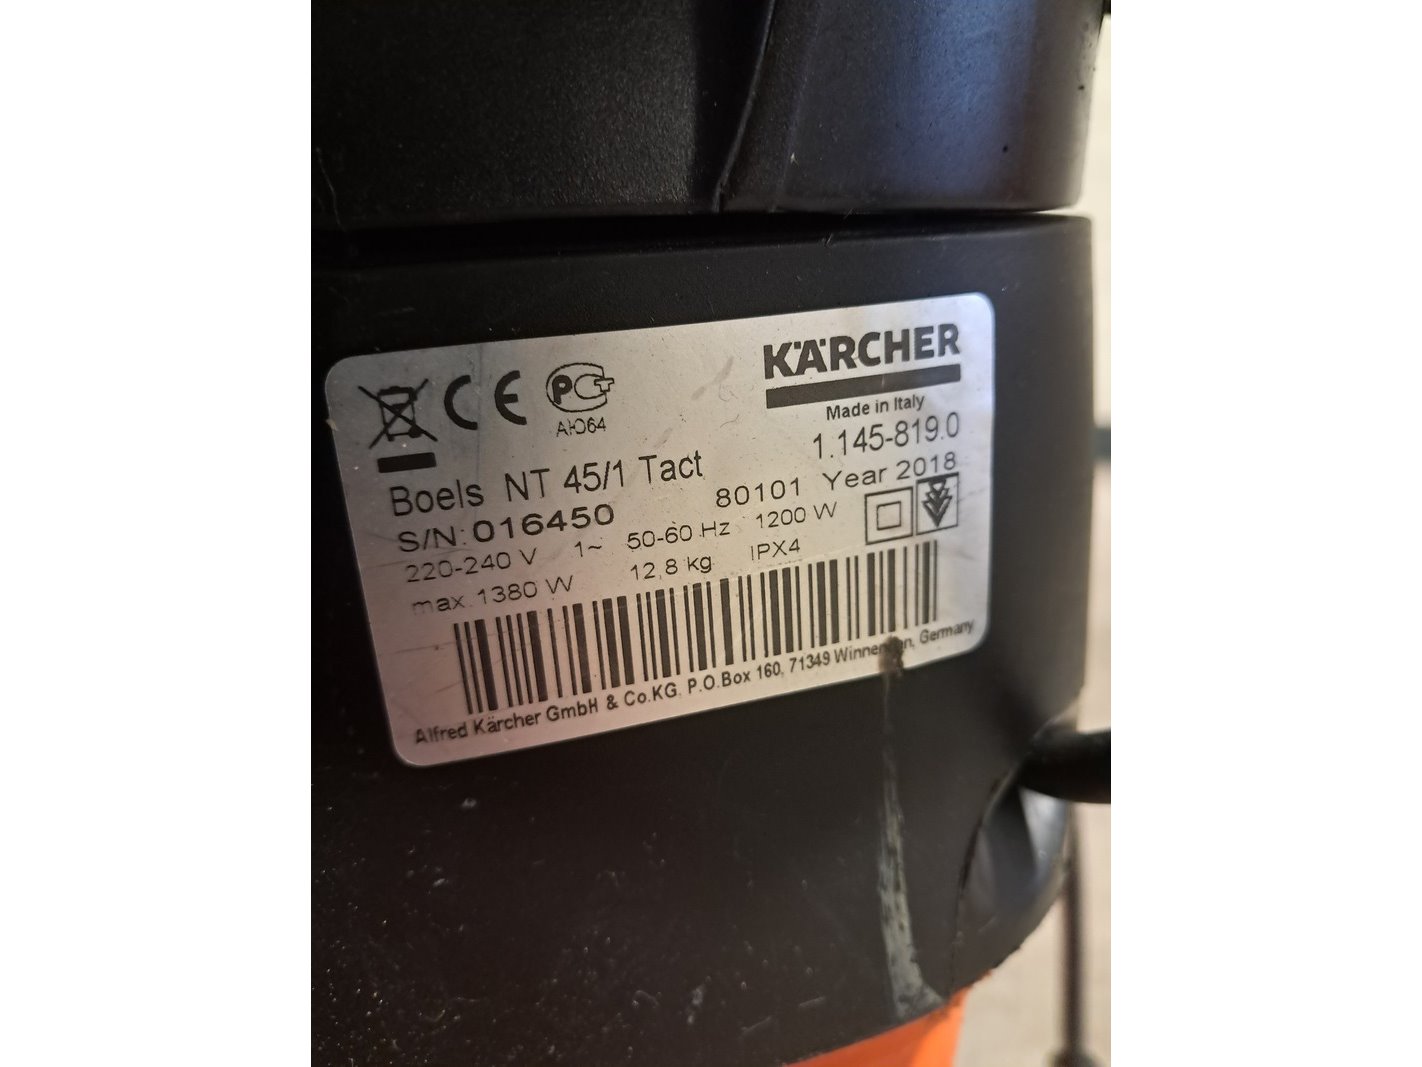 KÄRCHER
Made in Italy
CE
PC
1.145-819.0
Boels NT 45/1 Tact
80101 Year 2018
S/N: 016450
220-240 V 1~ 50-60 Hz 1200 W
max. 1380 W 12,8 kg IPX4
Alfred Kärcher GmbH & Co.KG, P.O.Box 160, 71349 Germany